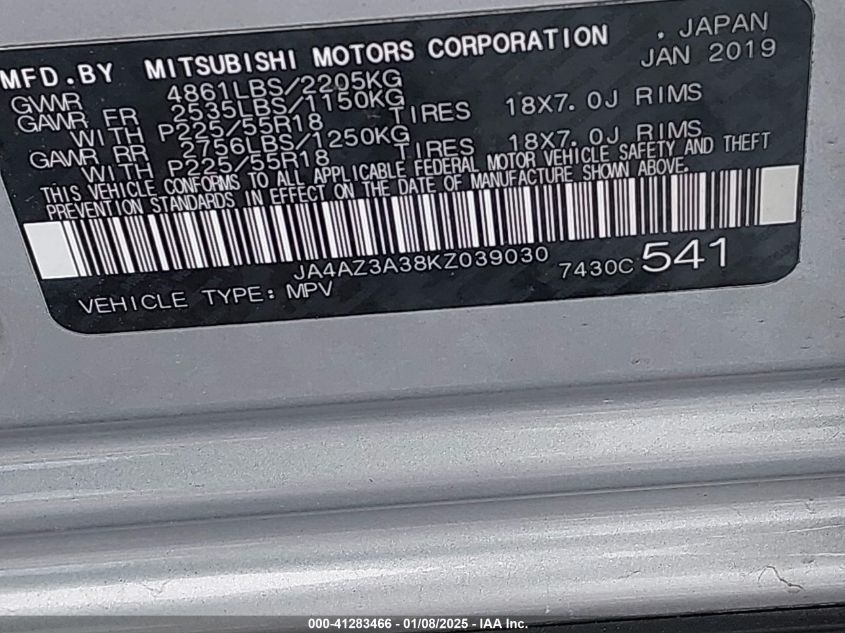 MFD.BY MITSUBISHI MOTORS CORPORATION . JAPAN
JAN 2019
GVWR 4861LBS/2205KG
GAWR FR 2535LBS/1150KG
WITH P225/55R18 TIRES 18X7.0J RIMS
GAWR RR 2756LBS/1250KG
WITH P225/55R18 TIRES 18X7.0J RIMS
THIS VEHICLE CONFORMS TO ALL APPLICABLE FEDERAL MOTOR VEHICLE SAFETY AND THEFT
PREVENTION STANDARDS IN EFFECT ON THE DATE OF MANUFACTURE SHOWN ABOVE.
JA4AZ3A38KZ039030 7430C 541
VEHICLE TYPE: MPV
000-41283466 - 01/08/2025 - IAA Inc.